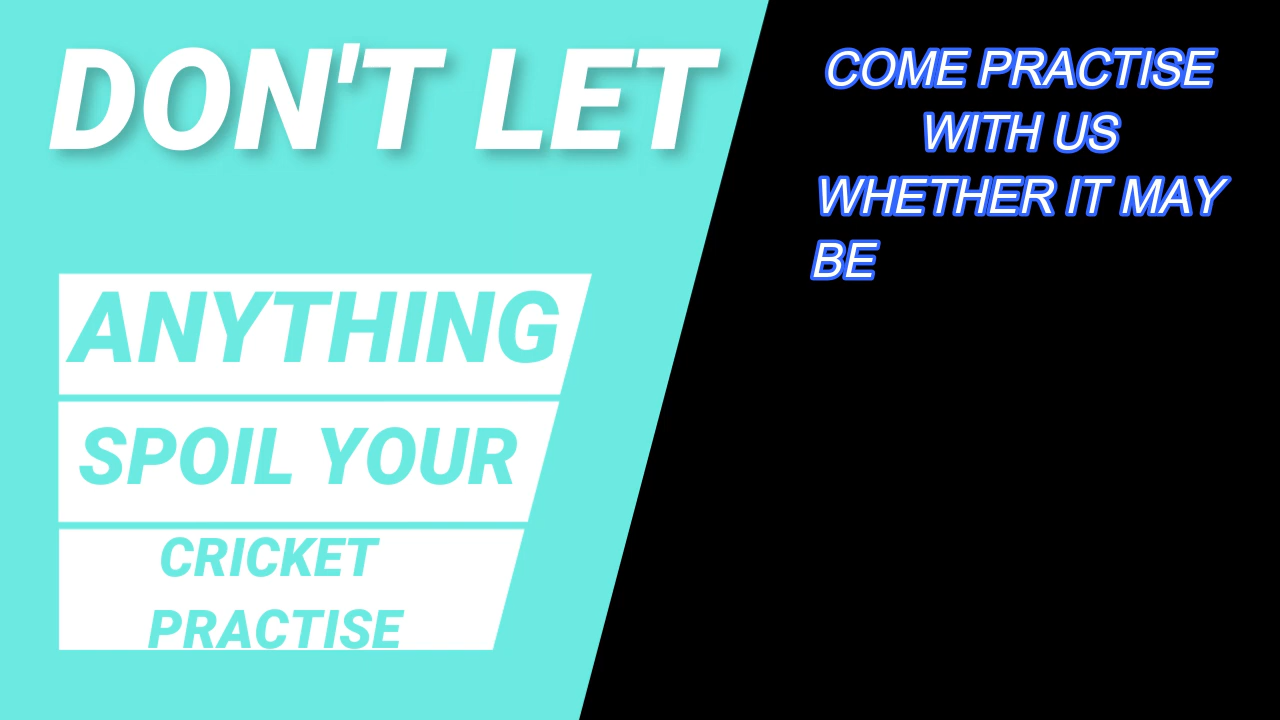 DON'T LET
ANYTHING
SPOIL YOUR
CRICKET
PRACTISE
COME PRACTISE
WITH US
WHETHER IT MAY
BE